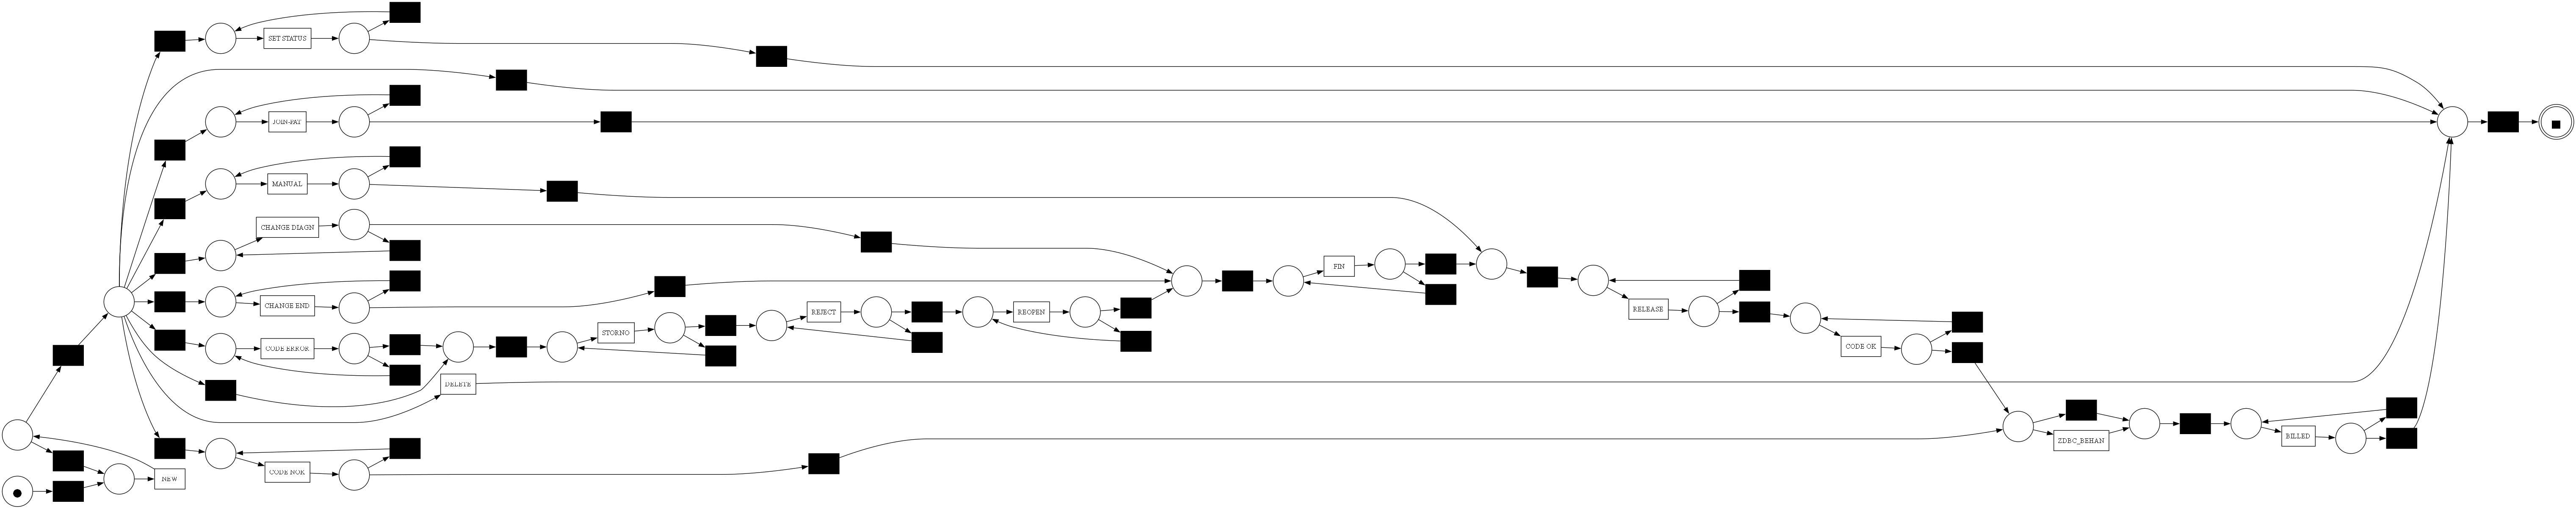 SET STATUS
JOIN-PAT
MANUAL
CHANGE DIAGN
FIN
CHANGE END
RELEASE
REJECT
REOPEN
STORNO
CODE OK
CODE ERROR
DELETE
BILLED
ZDBC_BEHAN
CODE NOK
NEW